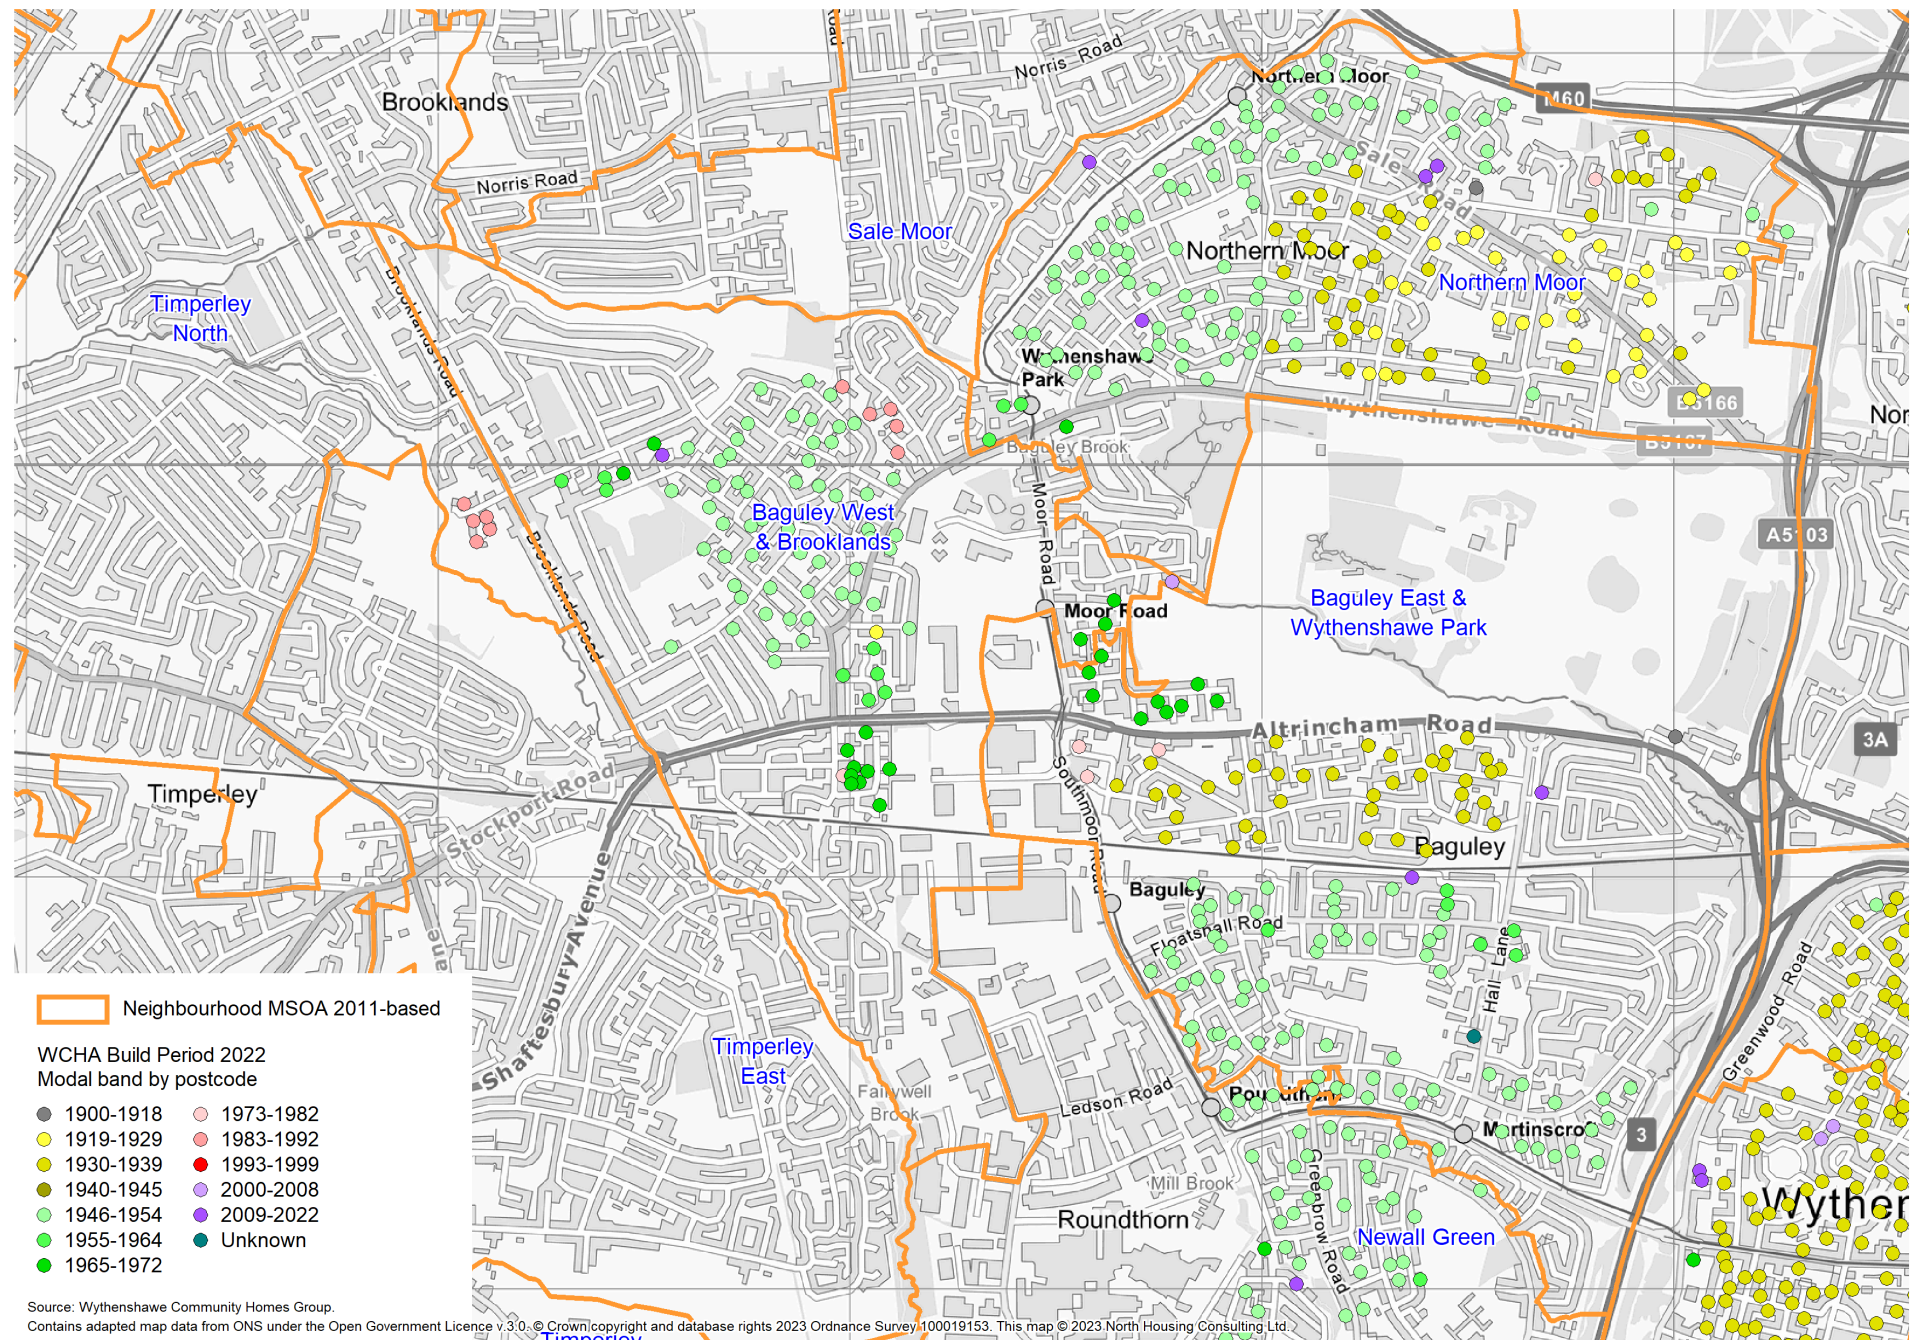 Norris Road
Road
Northern Moor
M60
Brooklands
Sale Road
Norris Road
Sale Moor
Northern Moor
Northern Moor
Timperley
North
Brooklands Road
Wythenshawe
Park
B5166
Wythenshawe Road
Nor
B5167
Baguley Brook
Moor Road
Baguley West
& Brooklands
A5103
Brooklands Road
Moor Road
Baguley East &
Wythenshawe Park
Altrincham Road
3A
Southmoor Road
Timperley
Stockport Road
Baguley
Baguley
Floatshall Road
Hall Lane
Shaftesbury Avenue
ane
Greenwood Road
Timperley
East
Fairywell
Brook
Ledson Road
Roundthorn
Martinscroft
3
Mill Brook
Greenbrow Road
Roundthorn
Wythen
Newall Green
Timperley
Neighbourhood MSOA 2011-based
WCHA Build Period 2022
Modal band by postcode
1900-1918
1919-1929
1930-1939
1940-1945
1946-1954
1955-1964
1965-1972
1973-1982
1983-1992
1993-1999
2000-2008
2009-2022
Unknown
Source: Wythenshawe Community Homes Group.
Contains adapted map data from ONS under the Open Government Licence v.3.0. © Crown copyright and database rights 2023 Ordnance Survey 100019153. This map © 2023 North Housing Consulting Ltd.